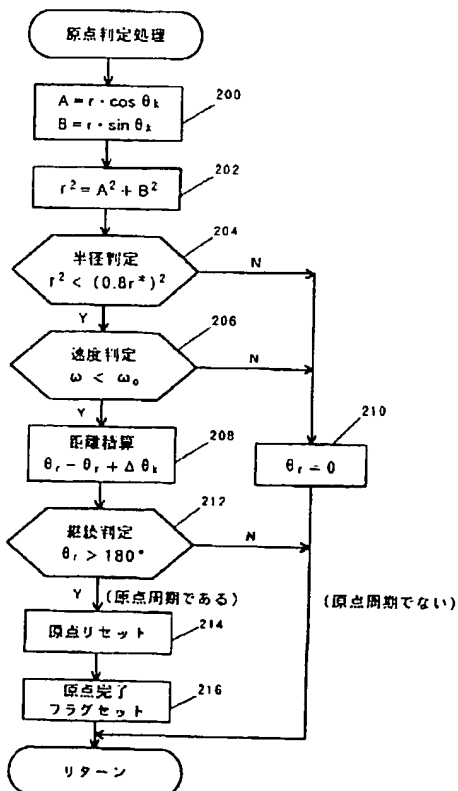 原点判定処理
A = r・cos θk
B = r・sin θk
200
r² = A² + B²
202
204
半径判定
r² < (0.8r*)²
N
Y
206
速度判定
ω < ω₀
N
Y
210
距離積算
θr − θr + Δθk
208
θr − 0
212
継続判定
θr > 180°
N
Y
(原点周期である)
(原点周期でない)
原点リセット
214
原点完了
フラグセット
216
リターン